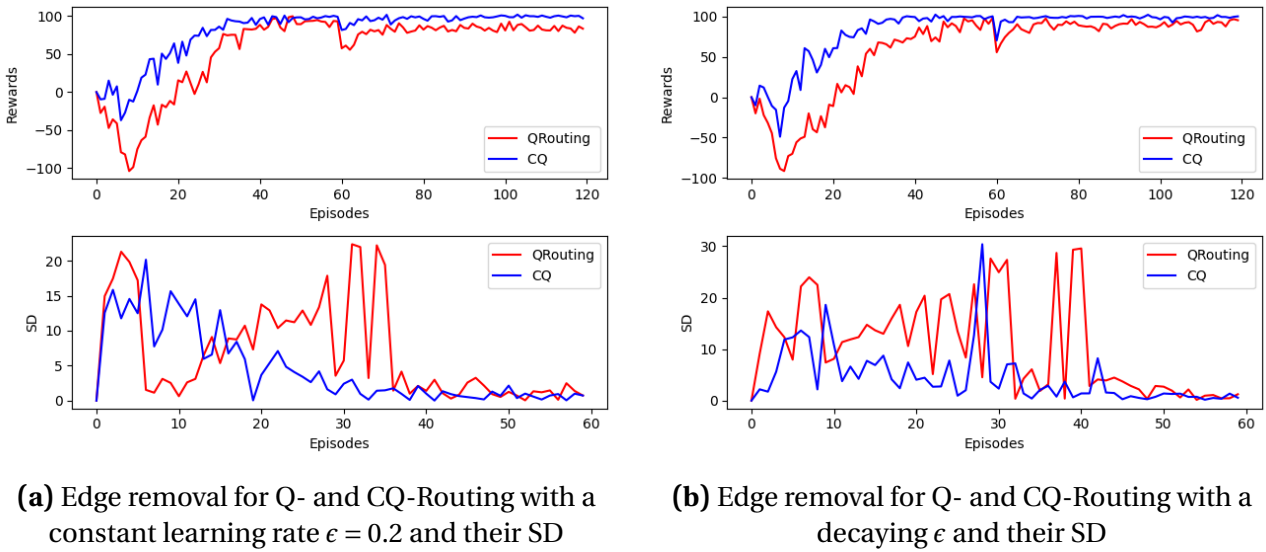 100
50
0
−50
−100
Rewards
QRouting
CQ
0 20 40 60 80 100 120
Episodes
20
15
10
5
0
SD
QRouting
CQ
0 10 20 30 40 50 60
Episodes
(a) Edge removal for Q- and CQ-Routing with a
constant learning rate ϵ = 0.2 and their SD
100
50
0
−50
−100
Rewards
QRouting
CQ
0 20 40 60 80 100 120
Episodes
30
20
10
0
SD
QRouting
CQ
0 10 20 30 40 50 60
Episodes
(b) Edge removal for Q- and CQ-Routing with a
decaying ϵ and their SD